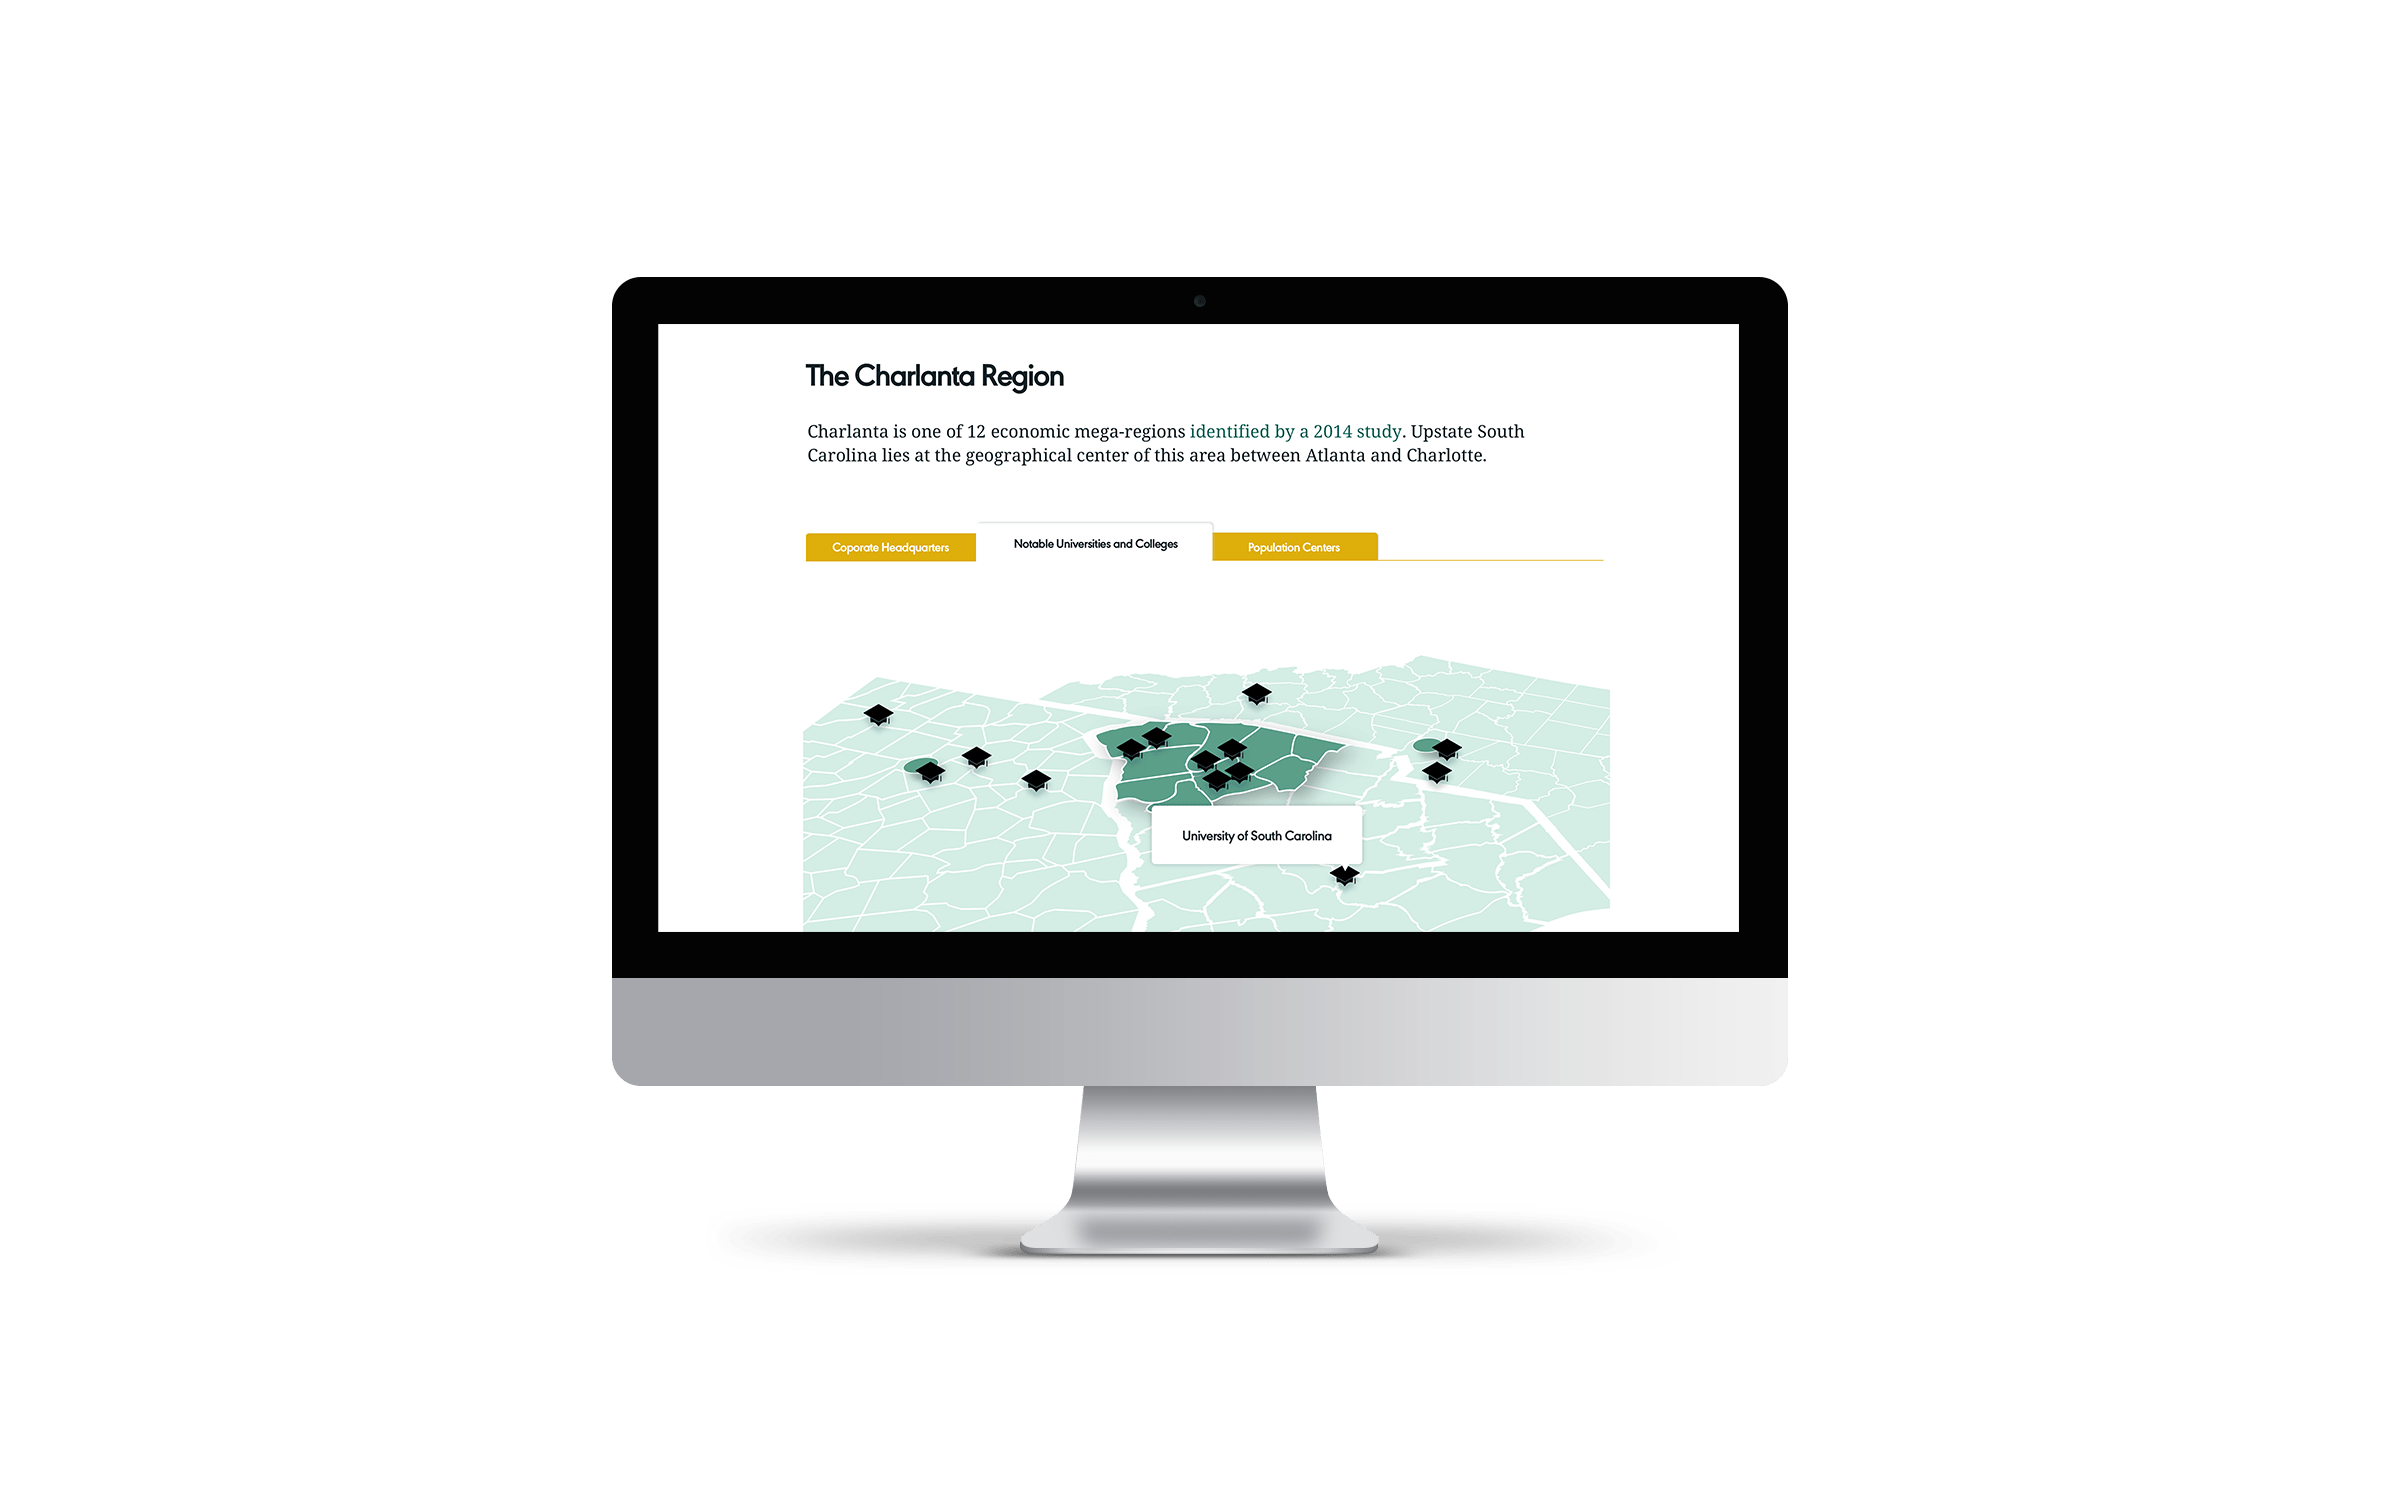 The Charlanta Region
Charlanta is one of 12 economic mega-regions identified by a 2014 study. Upstate South
Carolina lies at the geographical center of this area between Atlanta and Charlotte.
Coporate Headquarters
Notable Universities and Colleges
Population Centers
University of South Carolina